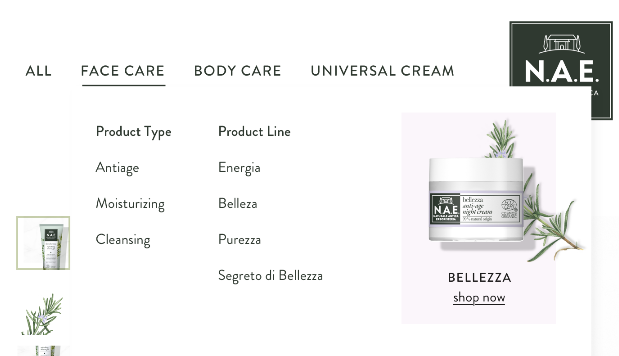 N.A.E.
ALL FACE CARE BODY CARE UNIVERSAL CREAM
Product Type Product Line
Antiage Energia
Moisturizing Belleza
Cleansing Purezza
Segreto di Bellezza
N.A.E.
bellezza
anti-age
night cream
BELLEZZA
shop now